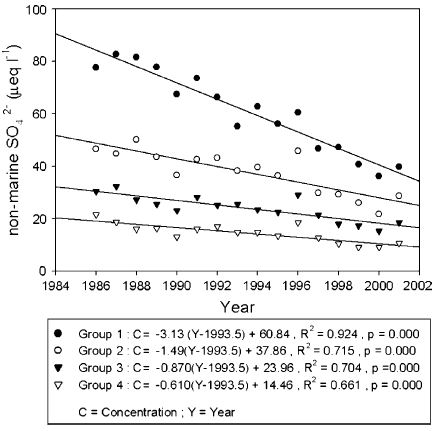 100
80
60
40
20
0
non-marine SO₄ ²⁻ (µeq l⁻¹)
1984 1986 1988 1990 1992 1994 1996 1998 2000 2002
Year
Group 1 : C= -3.13 (Y-1993.5) + 60.84 , R² = 0.924 , p = 0.000
Group 2 : C= -1.49(Y-1993.5) + 37.86 , R² = 0.715 , p = 0.000
Group 3 : C= -0.870(Y-1993.5) + 23.96 , R² = 0.704 , p =0.000
Group 4 : C= -0.610(Y-1993.5) + 14.46 , R² = 0.661 , p = 0.000
C = Concentration ; Y = Year